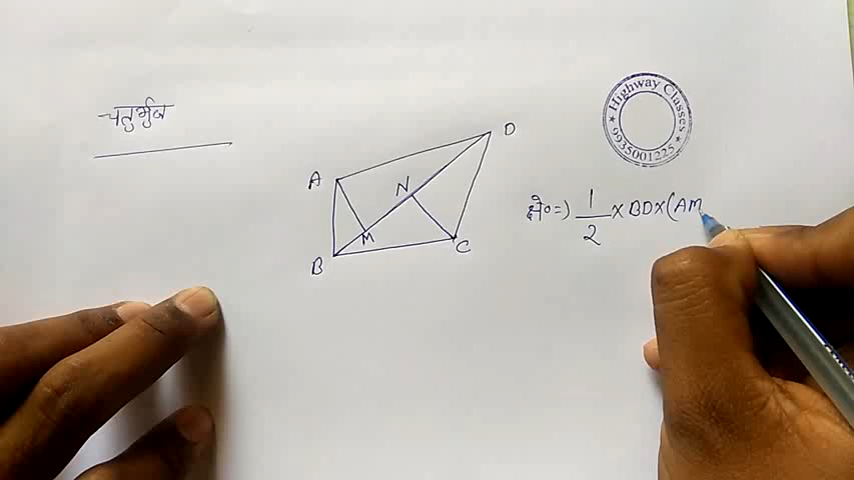 चतुर्भुज
Highway Classes
★ 9935001225 ★
D
A
N
क्षे०=) 1/2 × BD×(AM
M
C
B